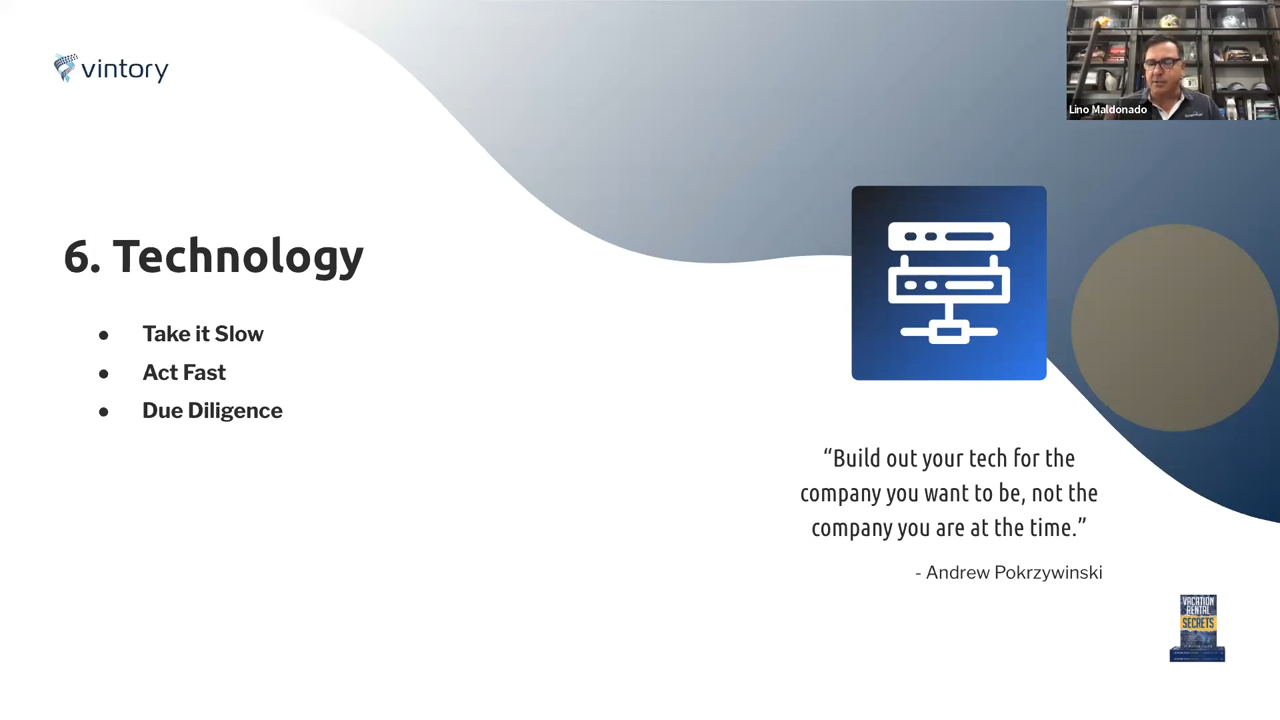 vintory
Lino Maldonado
6. Technology
● Take it Slow
● Act Fast
● Due Diligence
“Build out your tech for the
company you want to be, not the
company you are at the time.”
- Andrew Pokrzywinski
VACATION
RENTAL
SECRETS